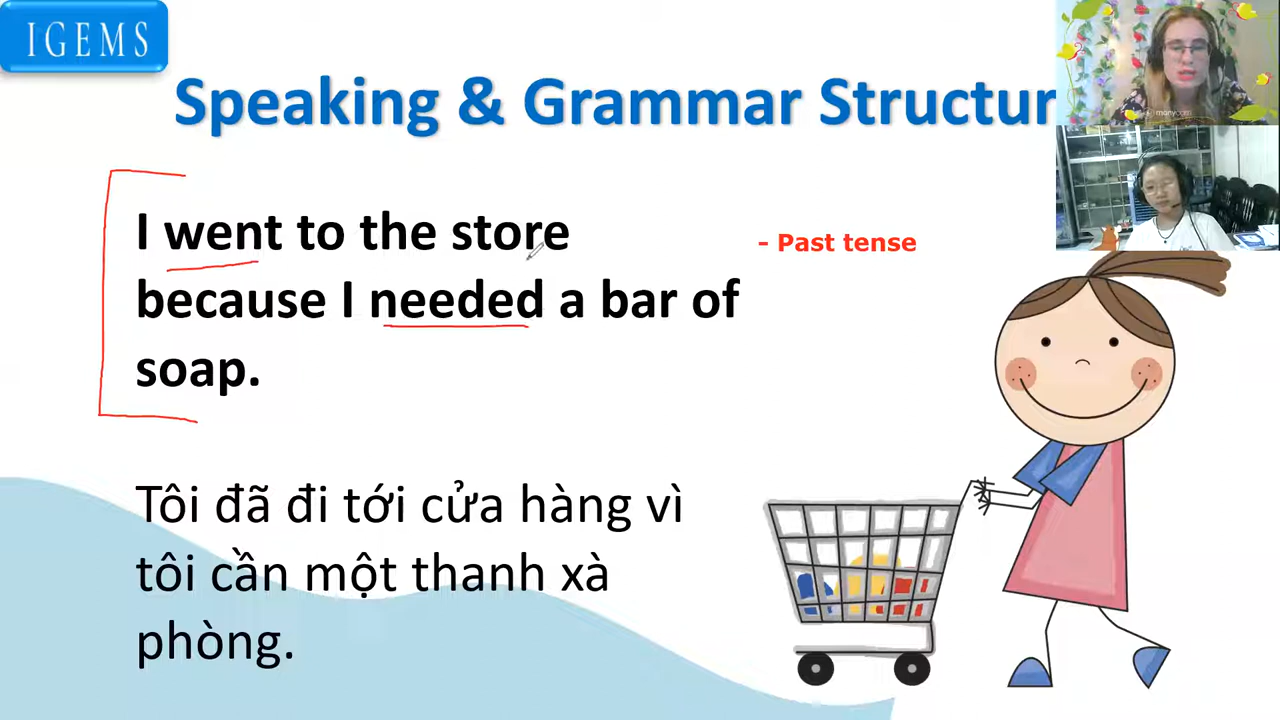 IGEMS
Speaking & Grammar Structur
I went to the store
because I needed a bar of
soap.
- Past tense
Tôi đã đi tới cửa hàng vì
tôi cần một thanh xà
phòng.